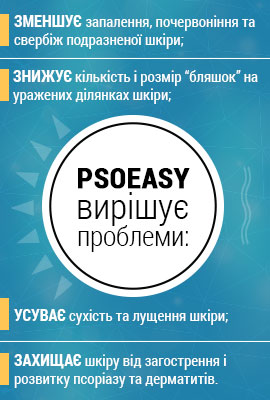 ЗМЕНШУЄ запалення, почервоніння та
свербіж подразненої шкіри;
ЗНИЖУЄ кількість і розмір “бляшок” на
уражених ділянках шкіри;
PSOEASY
вирішує
проблеми:
УСУВАЄ сухість та лущення шкіри;
ЗАХИЩАЄ шкіру від загострення і
розвитку псоріазу та дерматитів.